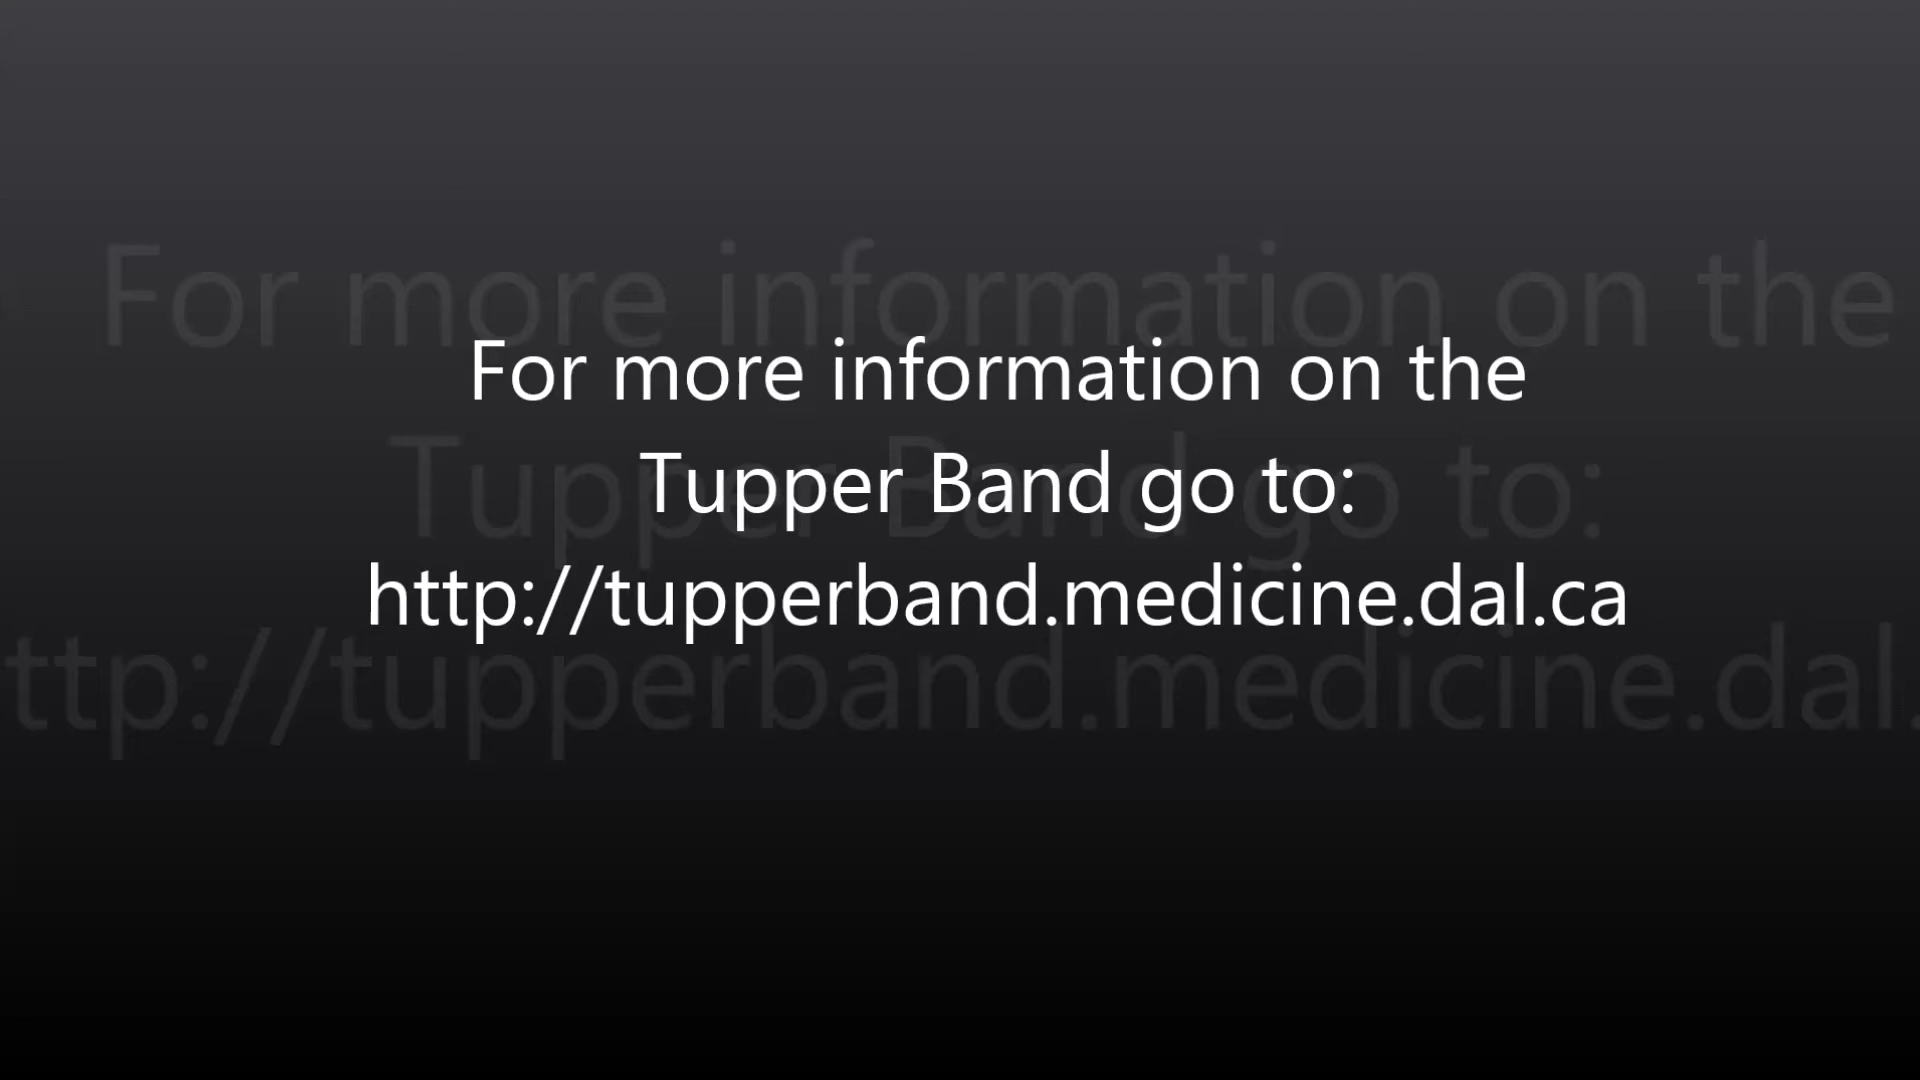 For more information on the
Tupper Band go to:
http://tupperband.medicine.dal.ca